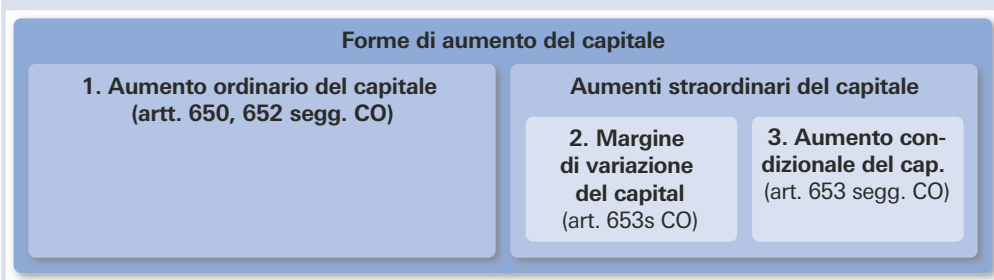 Forme di aumento del capitale
1. Aumento ordinario del capitale
(artt. 650, 652 segg. CO)
Aumenti straordinari del capitale
2. Margine
di variazione
del capital
(art. 653s CO)
3. Aumento con-
dizionale del cap.
(art. 653 segg. CO)